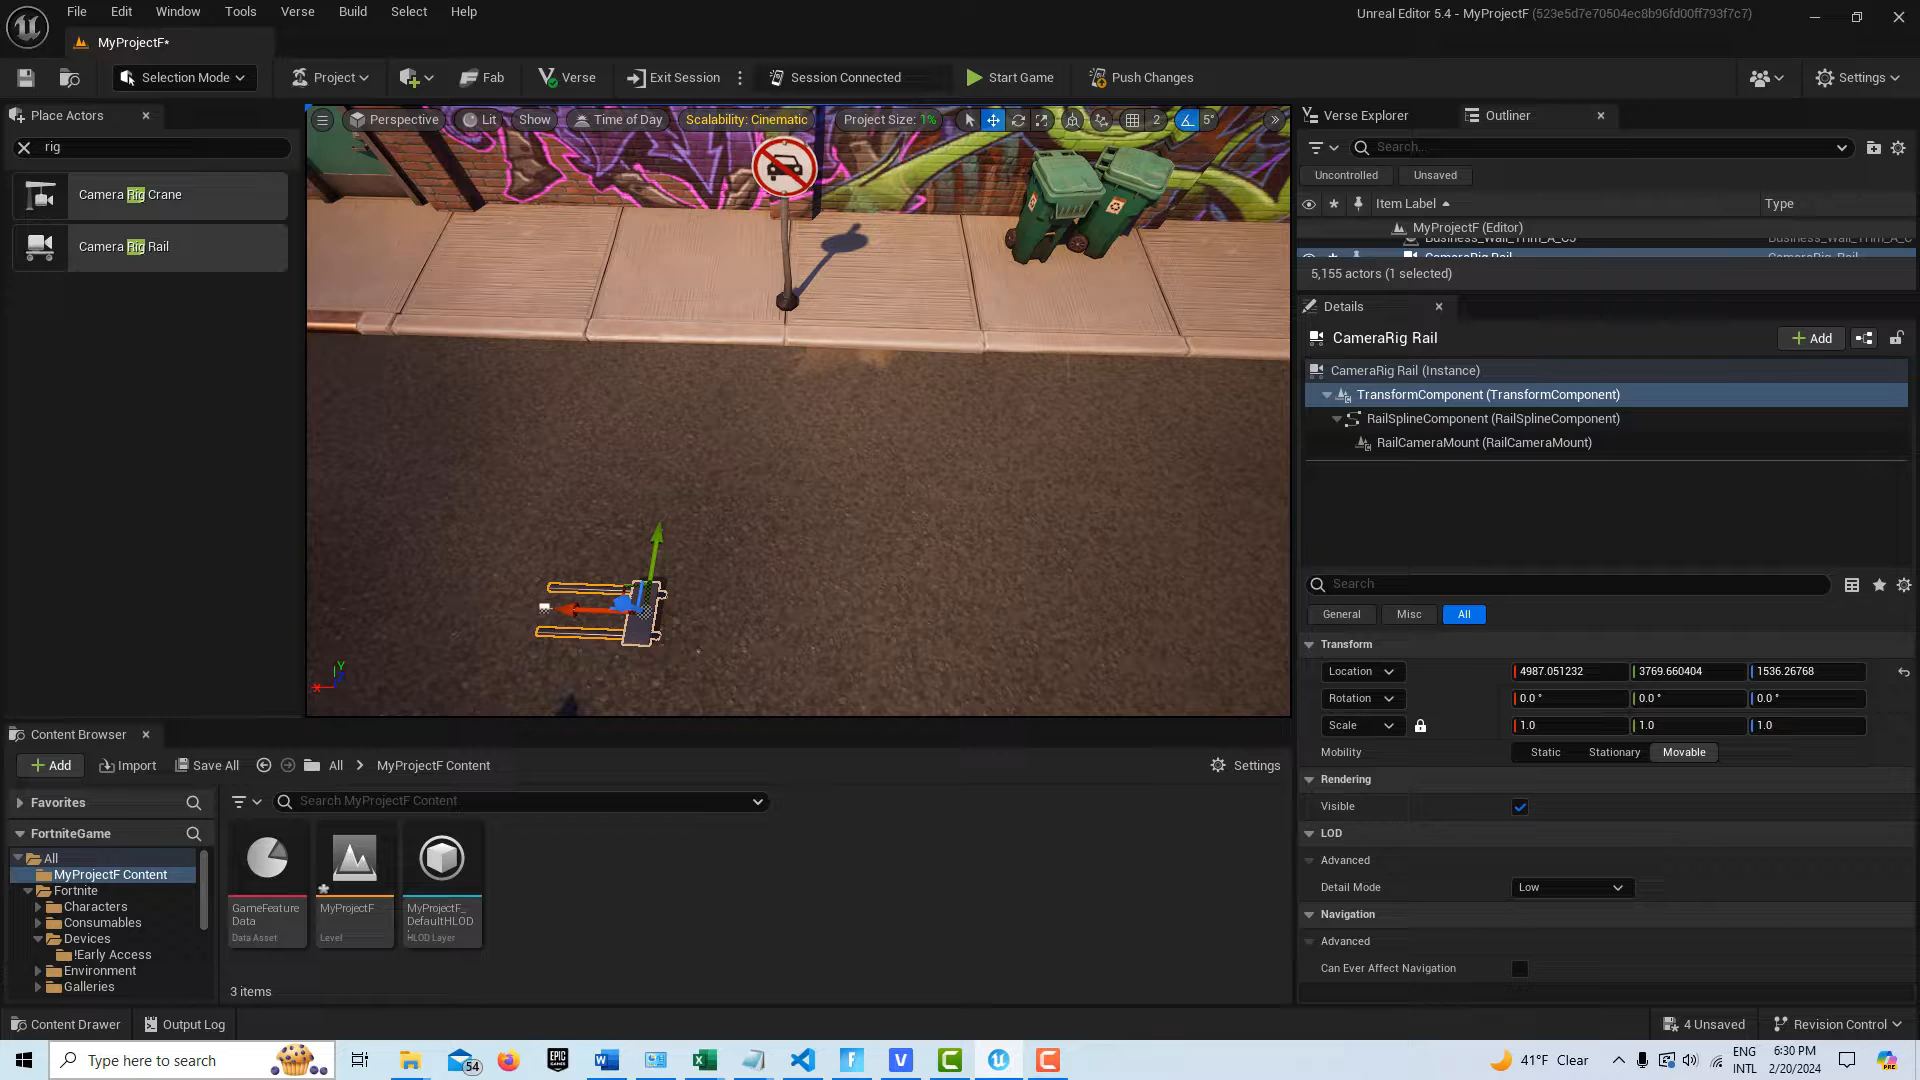 File Edit Window Tools Verse Build Select Help
Unreal Editor 5.4 - MyProjectF (523e5d7e70504ec8b96fd00ff793f7c7)
MyProjectF*
Selection Mode
Project
Fab
Verse
Exit Session
Session Connected
Start Game
Push Changes
Settings
Place Actors
rig
Camera Rig Crane
Camera Rig Rail
Perspective
Lit
Show
Time of Day
Scalability: Cinematic
Project Size: 1%
2
5°
X
Y
Verse Explorer
Outliner
Search...
Uncontrolled
Unsaved
Item Label
Type
MyProjectF (Editor)
CameraRig Rail
5,155 actors (1 selected)
Details
CameraRig Rail
Add
CameraRig Rail (Instance)
TransformComponent (TransformComponent)
RailSplineComponent (RailSplineComponent)
RailCameraMount (RailCameraMount)
Search
General
Misc
All
Transform
Location 4987.051232 3769.660404 1536.26768
Rotation 0.0 ° 0.0 ° 0.0 °
Scale 1.0 1.0 1.0
Mobility Static Stationary Movable
Rendering
Visible
LOD
Advanced
Detail Mode Low
Navigation
Advanced
Can Ever Affect Navigation
Content Browser
Add
Import
Save All
All
MyProjectF Content
Settings
Favorites
FortniteGame
All
MyProjectF Content
Fortnite
Characters
Consumables
Devices
!Early Access
Environment
Galleries
Search MyProjectF Content
GameFeature
Data
Data Asset
MyProjectF
Level
MyProjectF_
DefaultHLOD
HLOD Layer
3 items
Content Drawer
Output Log
4 Unsaved
Revision Control
Type here to search
54
41°F Clear
ENG
INTL
6:30 PM
2/20/2024
PRE